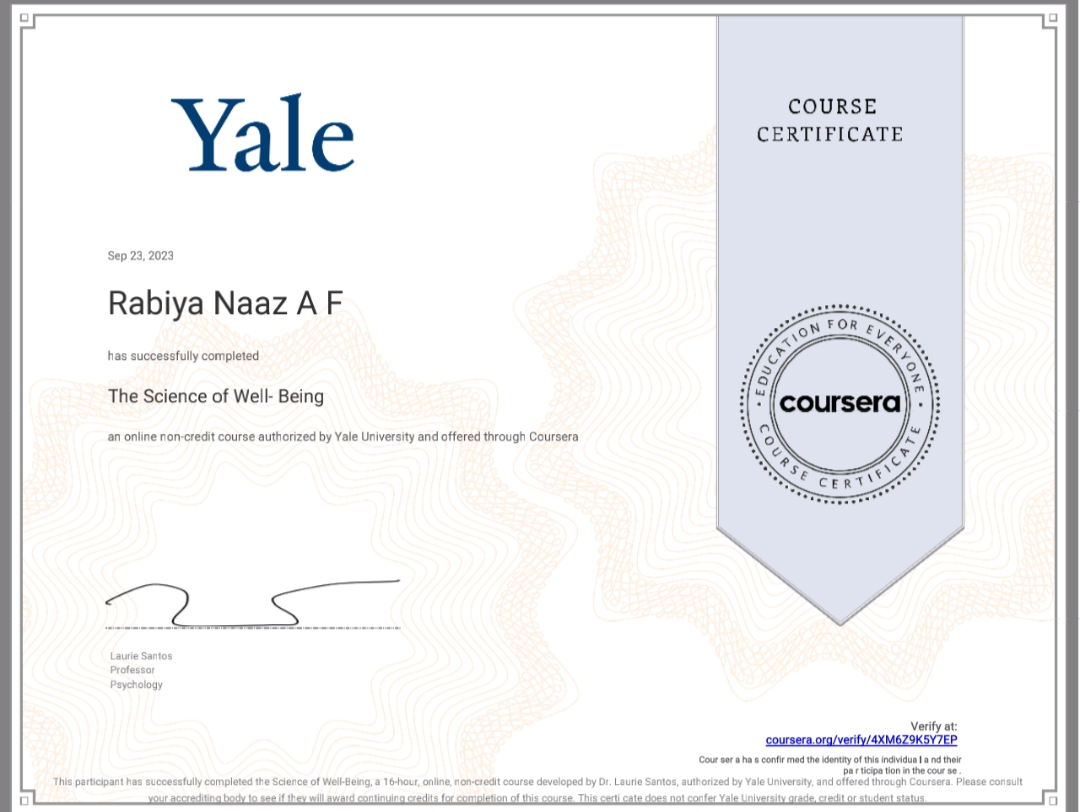 COURSE
CERTIFICATE
Yale
Sep 23, 2023
Rabiya Naaz A F
has successfully completed
The Science of Well- Being
an online non-credit course authorized by Yale University and offered through Coursera
EDUCATION FOR EVERYONE
coursera
COURSE CERTIFICATE
Laurie Santos
Professor
Psychology
Verify at:
coursera.org/verify/4XM6Z9K5Y7EP
Cour ser a ha s confir med the identity of this individua l a nd their
pa r ticipa tion in the cour se .
This participant has successfully completed the Science of Well-Being, a 16-hour, online, non-credit course developed by Dr. Laurie Santos, authorized by Yale University, and offered through Coursera. Please consult
your accrediting body to see if they will award continuing credits for completion of this course. This certi cate does not confer Yale University grade, credit or student status.